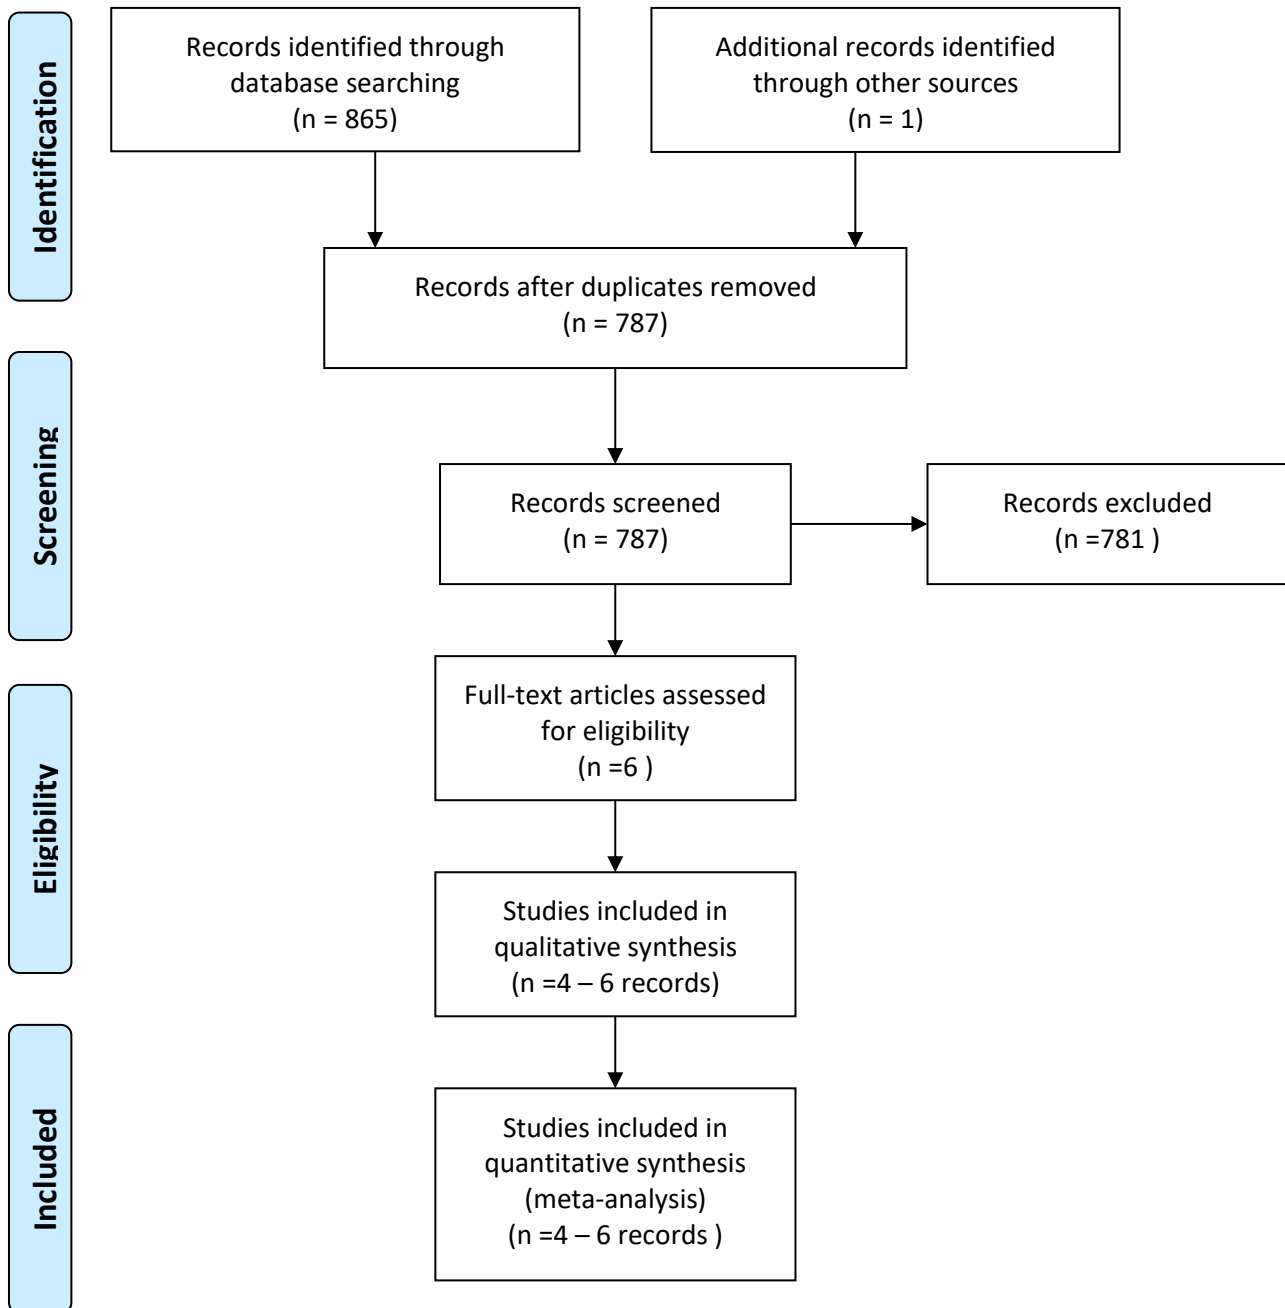 Identification
Records identified through
database searching
(n = 865)
Additional records identified
through other sources
(n = 1)
Records after duplicates removed
(n = 787)
Screening
Records screened
(n = 787)
Records excluded
(n =781 )
Eligibility
Full-text articles assessed
for eligibility
(n =6 )
Studies included in
qualitative synthesis
(n =4 – 6 records)
Included
Studies included in
quantitative synthesis
(meta-analysis)
(n =4 – 6 records )